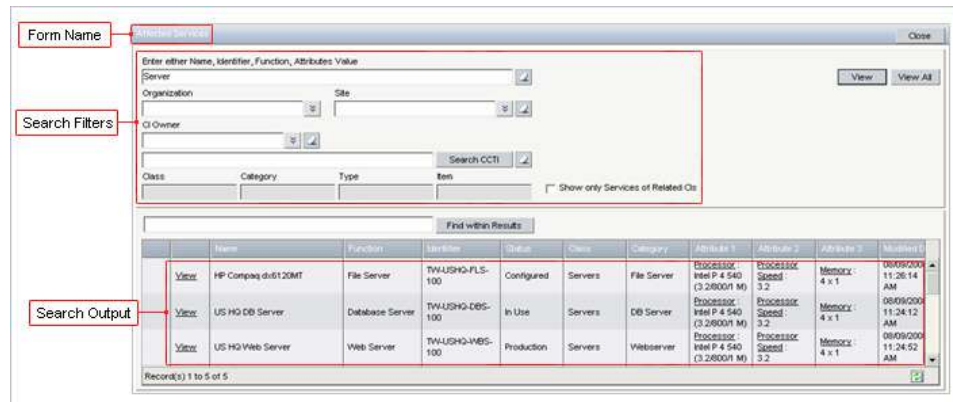 Form Name
Affected Services
Close
Enter either Name, Identifier, Function, Attributes Value
Server
View
View All
Organization
Site
Search Filters
CI Owner
Search CCTI
Class
Category
Type
Item
Show only Services of Related CIs
Find within Results
Name
Function
Identifier
Status
Class
Category
Attribute 1
Attribute 2
Attribute 3
Modified D
View
HP Compaq dx6120MT
File Server
TW-USHQ-FLS-100
Configured
Servers
File Server
Processor : Intel P 4 540 (3.2/800/1 M)
Processor Speed : 3.2
Memory : 4 x 1
08/09/200 11:26:14 AM
Search Output
View
US HQ DB Server
Database Server
TW-USHQ-DBS-100
In Use
Servers
DB Server
Processor : Intel P 4 540 (3.2/800/1 M)
Processor Speed : 3.2
Memory : 4 x 1
08/09/200 11:24:12 AM
View
US HQ Web Server
Web Server
TW-USHQ-WBS-100
Production
Servers
Webserver
Processor : Intel P 4 540 (3.2/800/1 M)
Processor Speed : 3.2
Memory : 4 x 1
08/09/200 11:24:52 AM
Record(s) 1 to 5 of 5